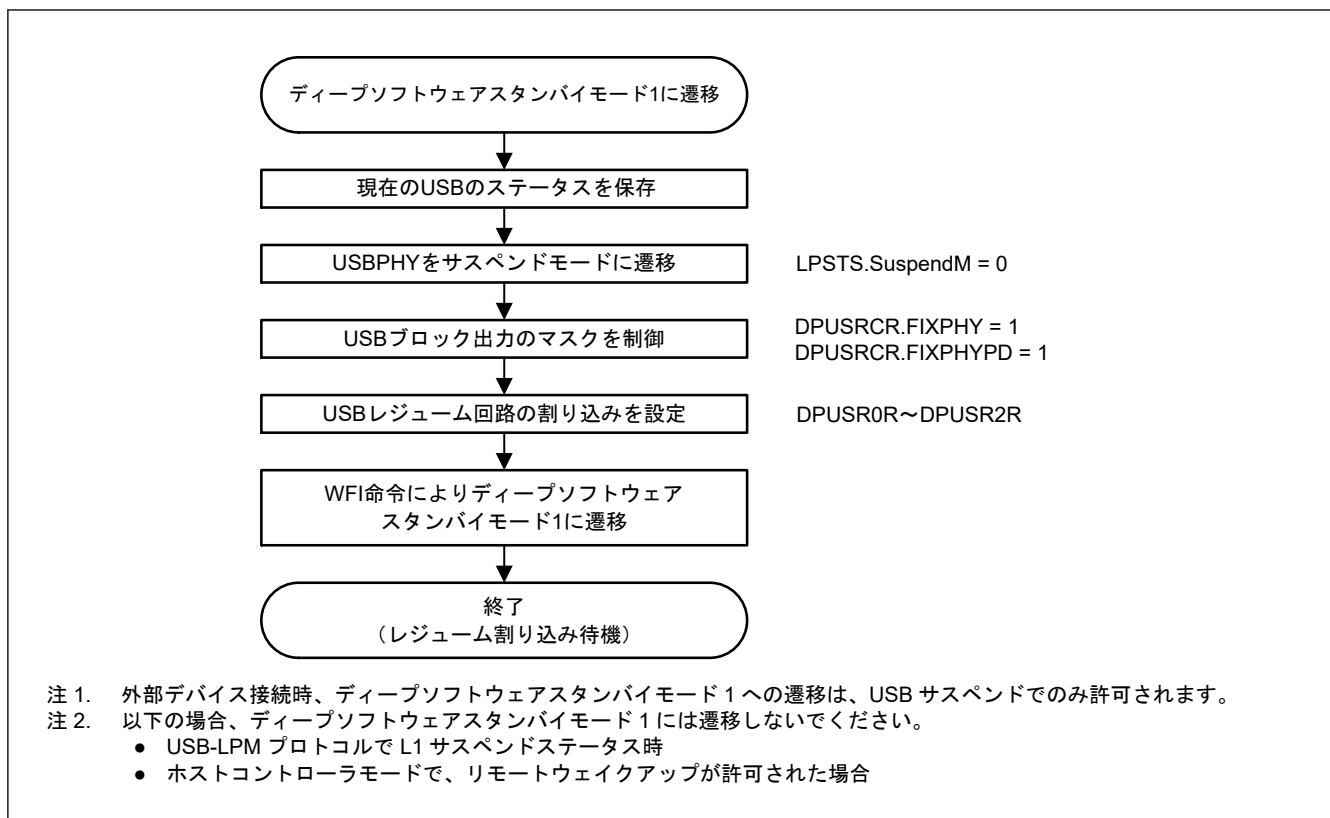 ディープソフトウェアスタンバイモード1に遷移
現在のUSBのステータスを保存
USBPHYをサスペンドモードに遷移
LPSTS.SuspendM = 0
USBブロック出力のマスクを制御
DPUSRCR.FIXPHY = 1
DPUSRCR.FIXPHYPD = 1
USBレジューム回路の割り込みを設定
DPUSR0R～DPUSR2R
WFI命令によりディープソフトウェア
スタンバイモード1に遷移
終了
（レジューム割り込み待機）
注 1. 外部デバイス接続時、ディープソフトウェアスタンバイモード 1 への遷移は、USB サスペンドでのみ許可されます。
注 2. 以下の場合、ディープソフトウェアスタンバイモード 1 には遷移しないでください。
● USB-LPM プロトコルで L1 サスペンドステータス時
● ホストコントローラモードで、リモートウェイクアップが許可された場合